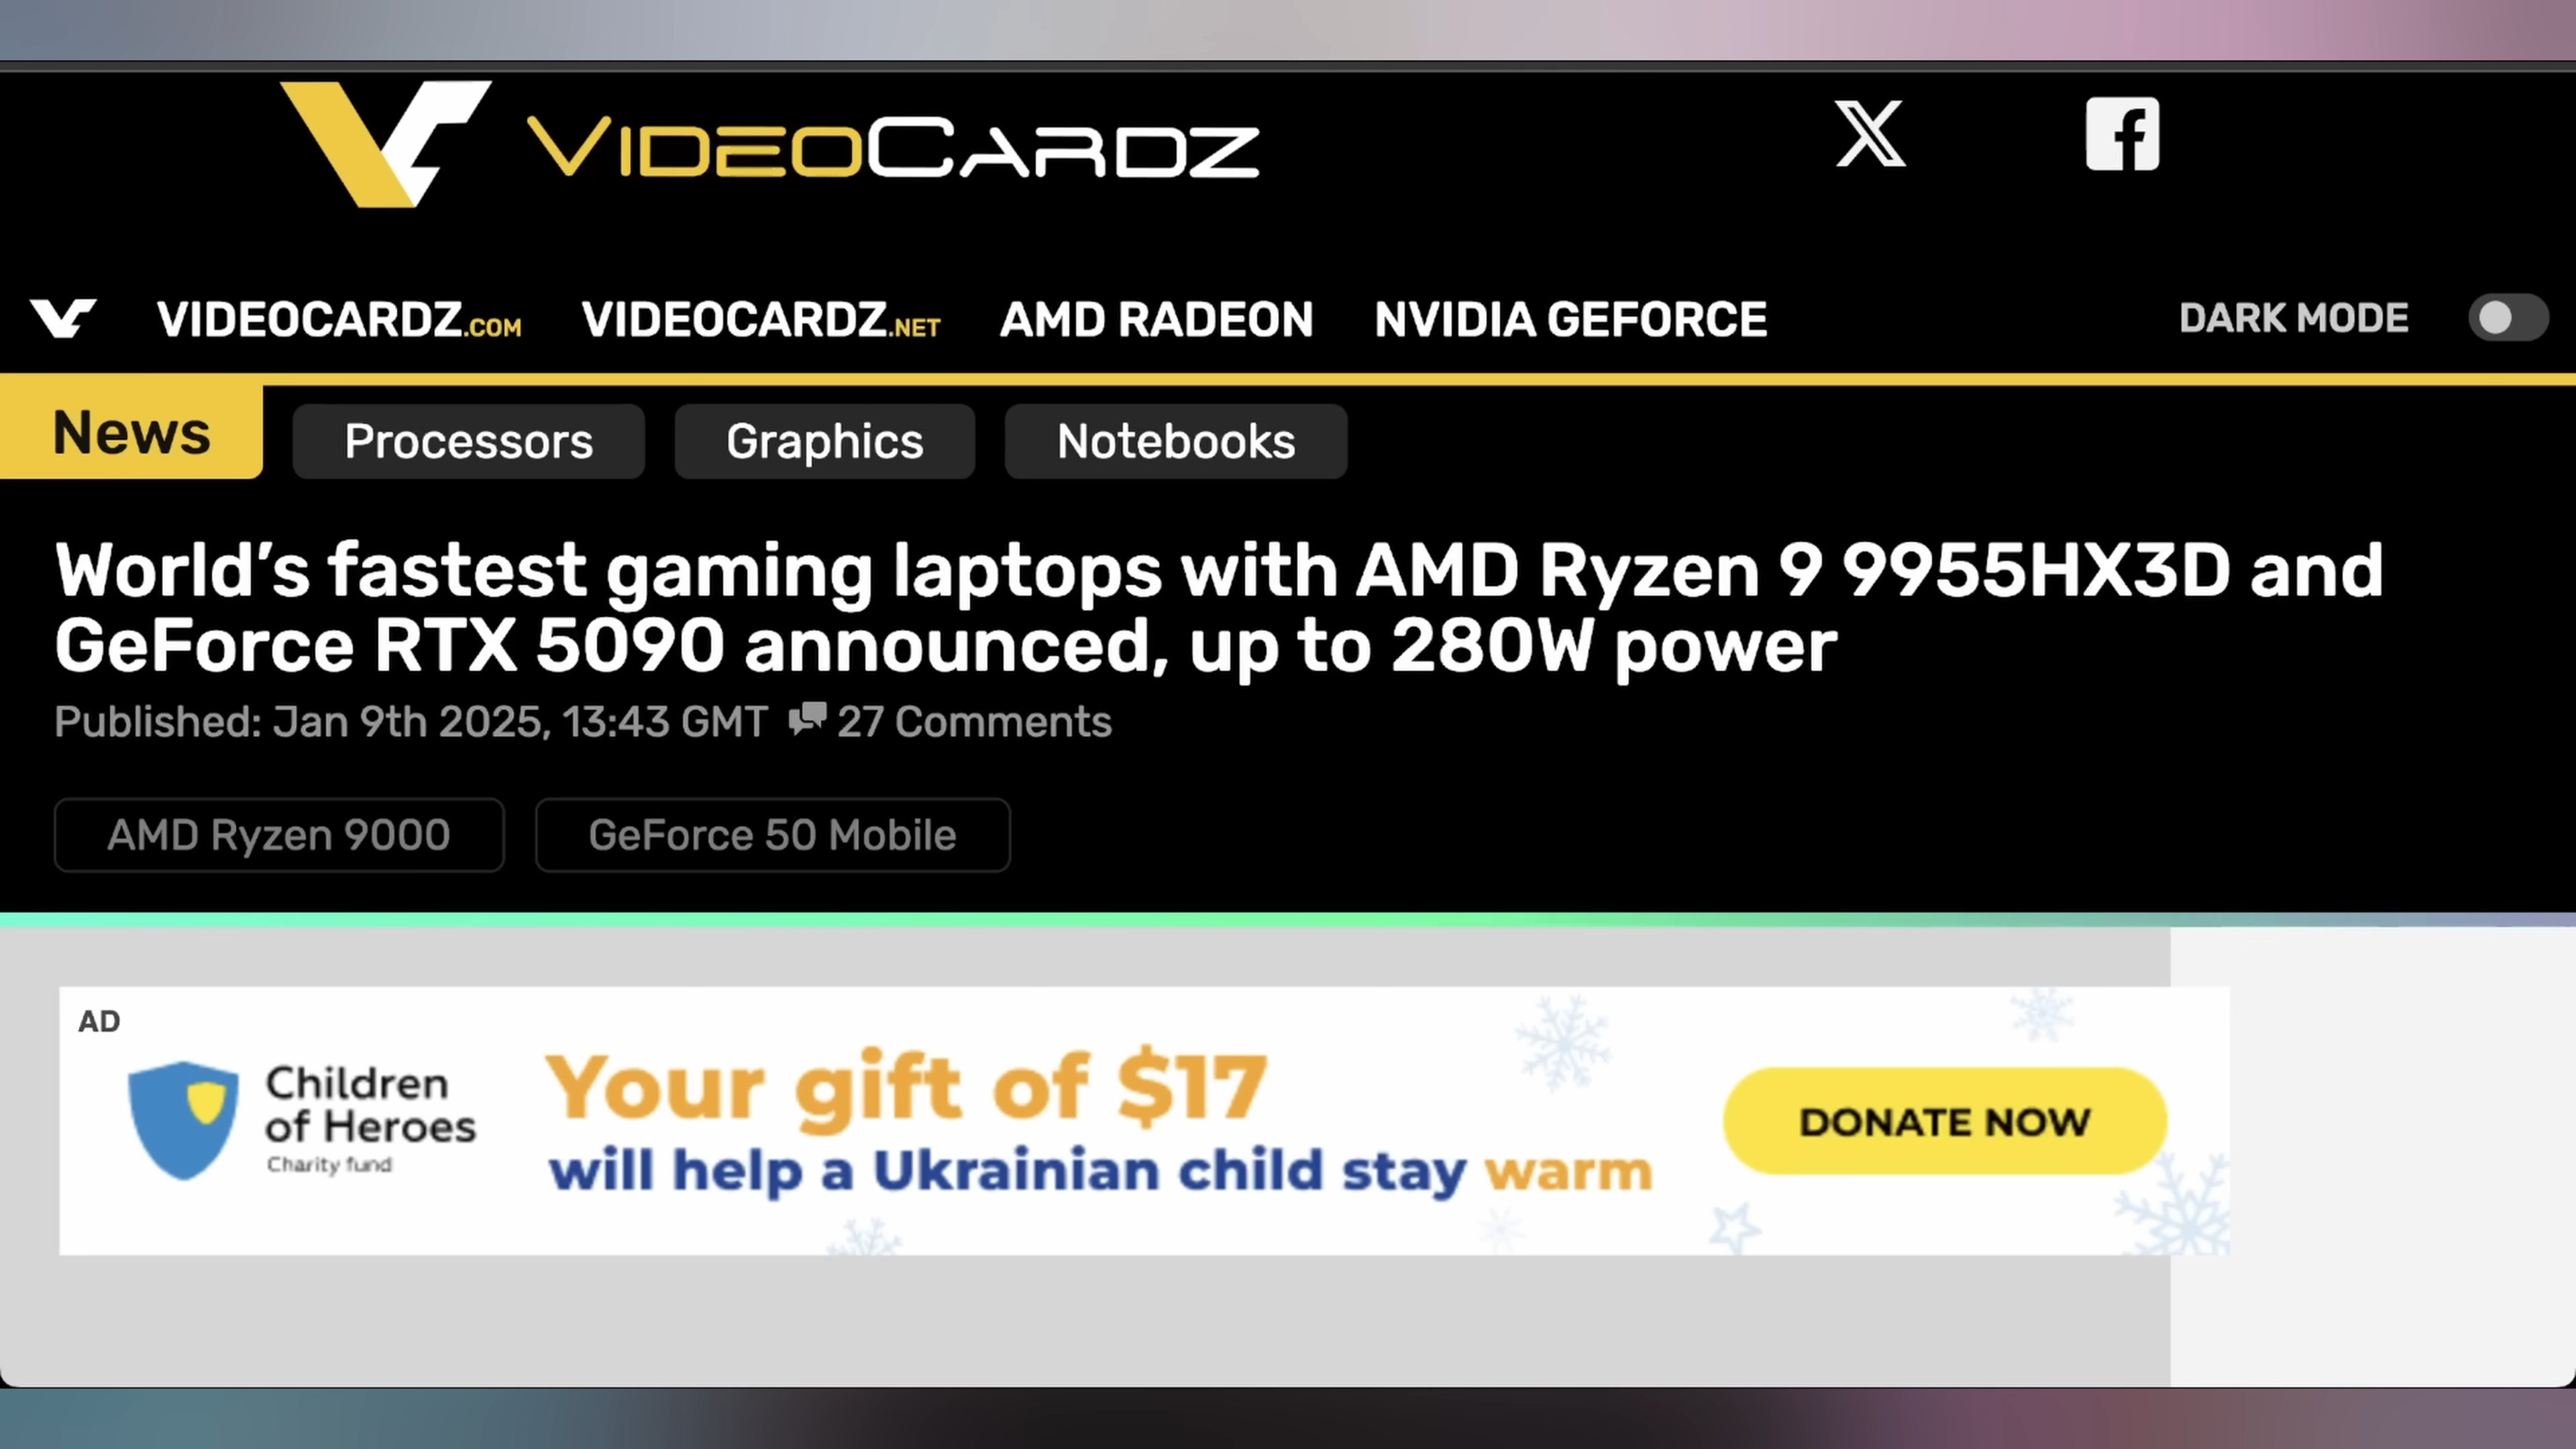 VIDEOCARDZ
VIDEOCARDZ.COM VIDEOCARDZ.NET AMD RADEON NVIDIA GEFORCE DARK MODE
News Processors Graphics Notebooks
World’s fastest gaming laptops with AMD Ryzen 9 9955HX3D and
GeForce RTX 5090 announced, up to 280W power
Published: Jan 9th 2025, 13:43 GMT 27 Comments
AMD Ryzen 9000 GeForce 50 Mobile
AD
Children
of Heroes
Charity fund
Your gift of $17
will help a Ukrainian child stay warm
DONATE NOW